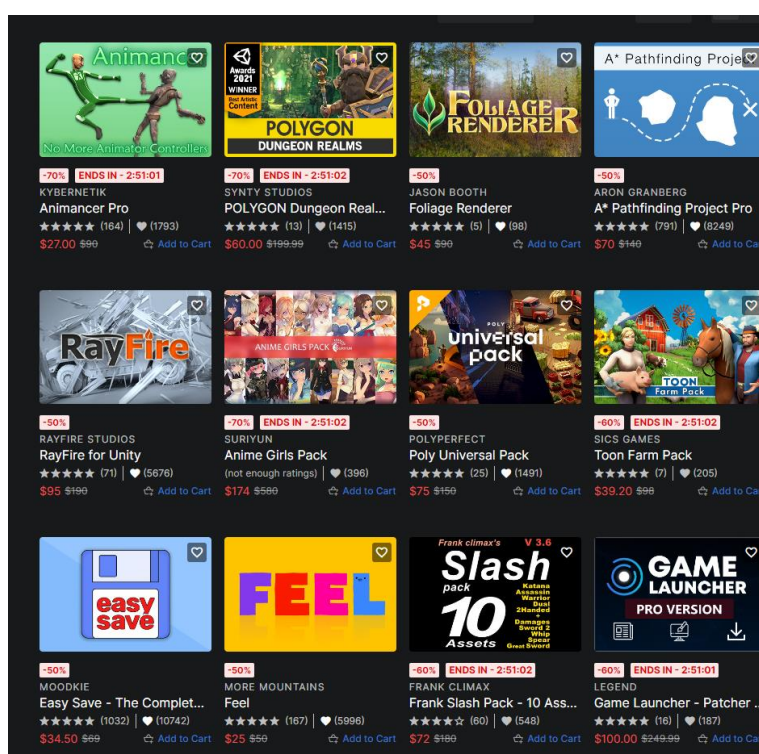 Animanc
No More Animator Controllers
-70% ENDS IN - 2:51:01
KYBERNETIK
Animancer Pro
(164) | (1793)
$27.00 $90 Add to Cart
Awards
2021
WINNER
Best Artistic
Content
POLYGON
DUNGEON REALMS
-70% ENDS IN - 2:51:02
SYNTY STUDIOS
POLYGON Dungeon Real...
(13) | (1415)
$60.00 $199.99 Add to Cart
FOLIAGE
RENDERER
-50%
JASON BOOTH
Foliage Renderer
(5) | (98)
$45 $90 Add to Cart
A* Pathfinding Proje
-50%
ARON GRANBERG
A* Pathfinding Project Pro
(791) | (8249)
$70 $140 Add to Ca
RayFire
-50%
RAYFIRE STUDIOS
RayFire for Unity
(71) | (5676)
$95 $190 Add to Cart
ANIME GIRLS PACK
-70% ENDS IN - 2:51:02
SURIYUN
Anime Girls Pack
(not enough ratings) | (396)
$174 $580 Add to Cart
POLY
universal
pack
-50%
POLYPERFECT
Poly Universal Pack
(25) | (1491)
$75 $150 Add to Cart
TOON
Farm Pack
-60% ENDS IN - 2:51:02
SICS GAMES
Toon Farm Pack
(7) | (205)
$39.20 $98 Add to Ca
easy
save
-50%
MOODKIE
Easy Save - The Complet...
(1032) | (10742)
$34.50 $69 Add to Cart
FEEL
-50%
MORE MOUNTAINS
Feel
(167) | (5996)
$25 $50 Add to Cart
Frank climax's V 3.6
Slash
pack
10
Assets
Katana
Assassin
Warrior
Dual
2Handed
+
Damages
Sword 2
Whip
Spear
Great Sword
-60% ENDS IN - 2:51:02
FRANK CLIMAX
Frank Slash Pack - 10 Ass...
(60) | (548)
$72 $180 Add to Cart
GAME
LAUNCHER
PRO VERSION
-60% ENDS IN - 2:51:01
LEGEND
Game Launcher - Patcher ..
(16) | (187)
$100.00 $249.99 Add to Ca